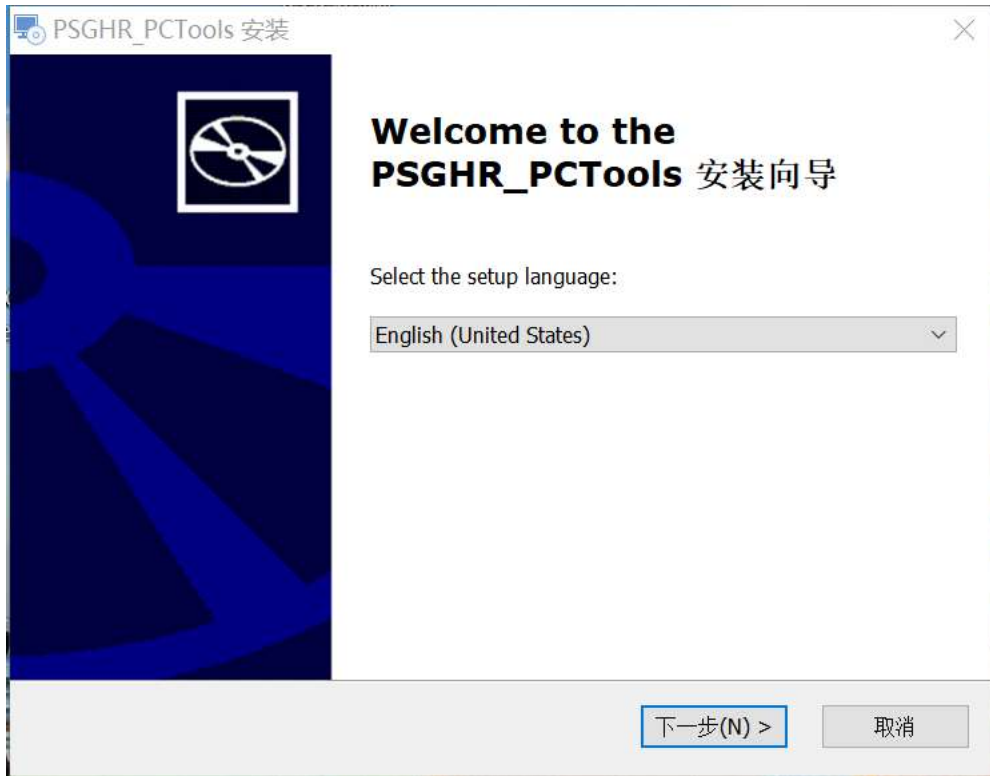 PSGHR_PCTools 安装
Welcome to the
PSGHR_PCTools 安装向导
Select the setup language:
English (United States)
下一步(N) >
取消